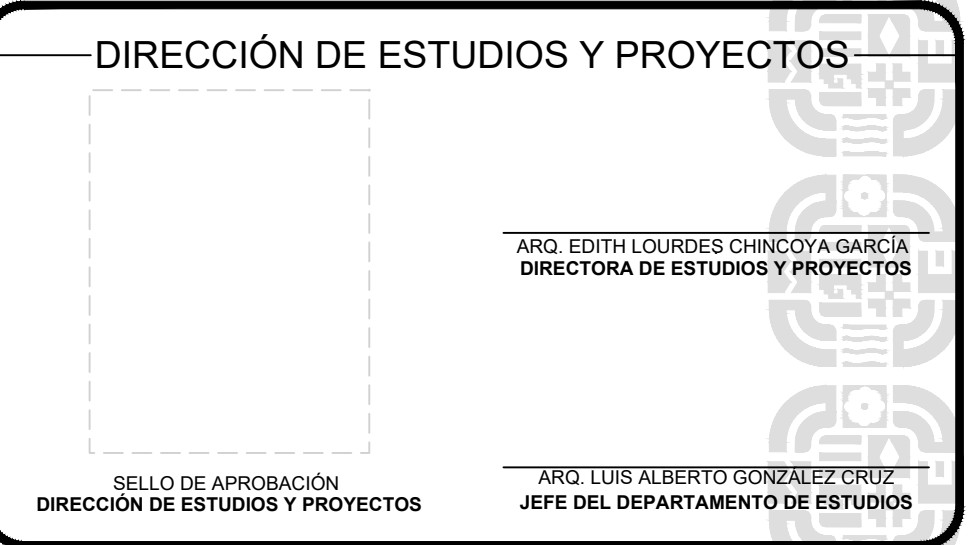 DIRECCIÓN DE ESTUDIOS Y PROYECTOS
ARQ. EDITH LOURDES CHINCOYA GARCÍA
DIRECTORA DE ESTUDIOS Y PROYECTOS
SELLO DE APROBACIÓN
DIRECCIÓN DE ESTUDIOS Y PROYECTOS
ARQ. LUIS ALBERTO GONZÁLEZ CRUZ
JEFE DEL DEPARTAMENTO DE ESTUDIOS